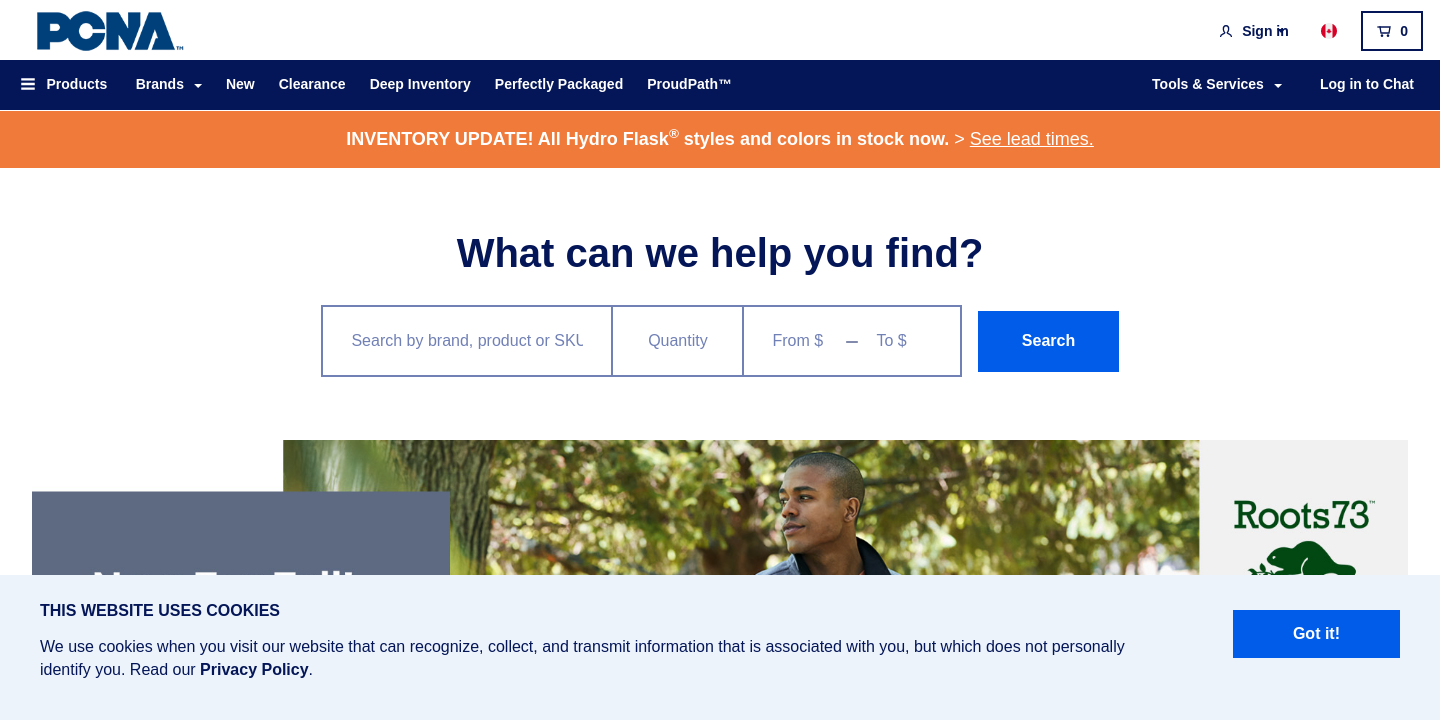 PCNA™
Sign in
0
Products
Brands
New
Clearance
Deep Inventory
Perfectly Packaged
ProudPath™
Tools & Services
Log in to Chat
INVENTORY UPDATE! All Hydro Flask® styles and colors in stock now. > See lead times.
What can we help you find?
Search by brand, product or SKU
Quantity
From $ – To $
Search
Roots73™
THIS WEBSITE USES COOKIES
We use cookies when you visit our website that can recognize, collect, and transmit information that is associated with you, but which does not personally
identify you. Read our Privacy Policy.
Got it!